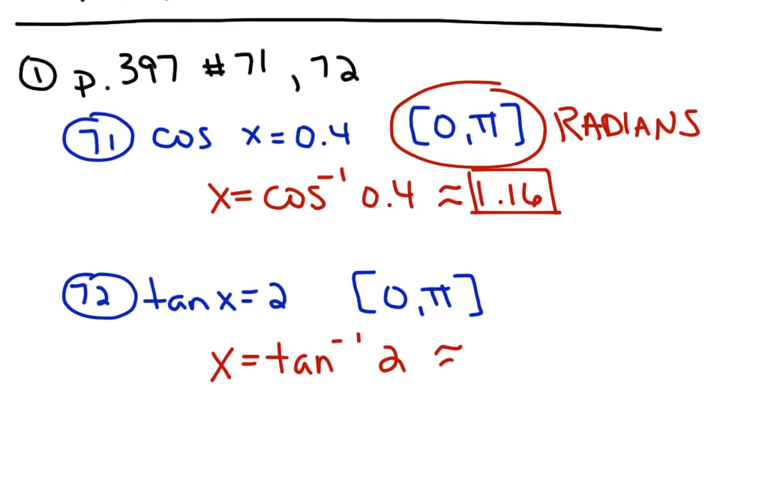 ① p. 397 #71, 72
71 cos x = 0.4 [0, π] RADIANS
x = cos⁻¹ 0.4 ≈ 1.16
72 tan x = 2 [0, π]
x = tan⁻¹ 2 ≈